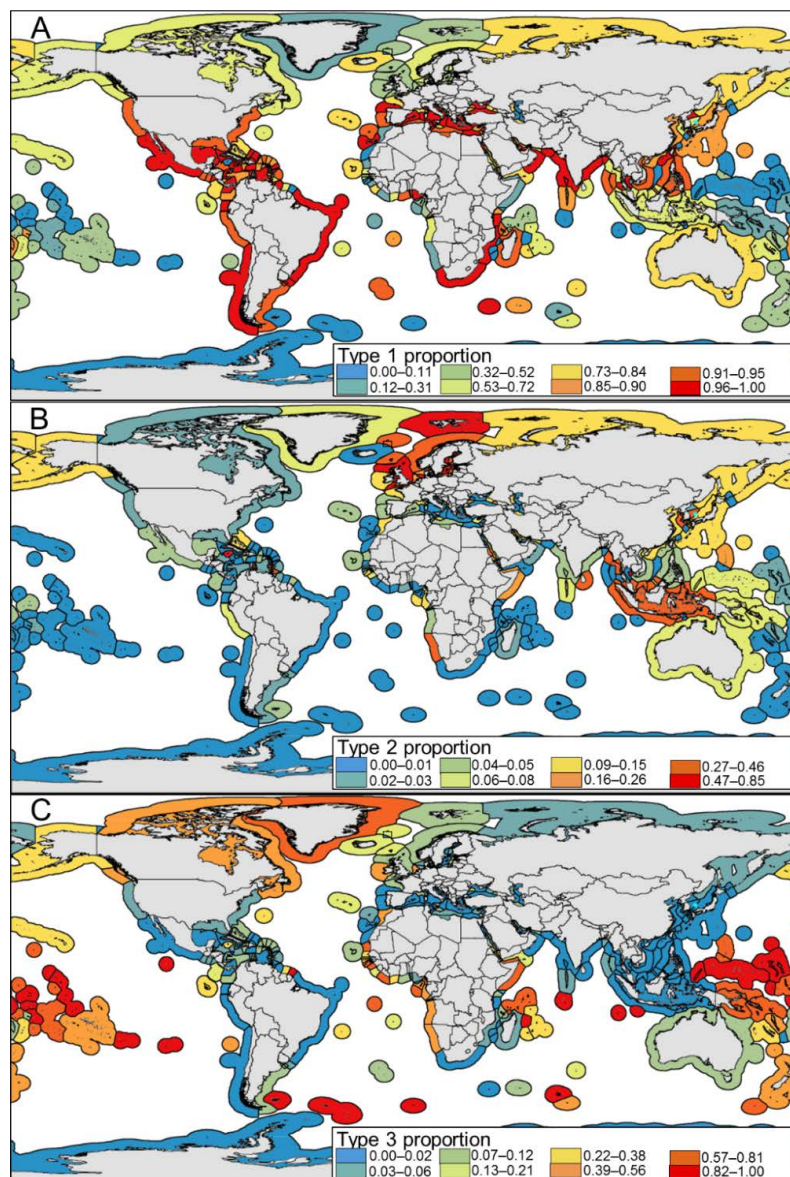 A
Type 1 proportion
0.00–0.11 0.32–0.52 0.73–0.84 0.91–0.95
0.12–0.31 0.53–0.72 0.85–0.90 0.96–1.00
B
Type 2 proportion
0.00–0.01 0.04–0.05 0.09–0.15 0.27–0.46
0.02–0.03 0.06–0.08 0.16–0.26 0.47–0.85
C
Type 3 proportion
0.00–0.02 0.07–0.12 0.22–0.38 0.57–0.81
0.03–0.06 0.13–0.21 0.39–0.56 0.82–1.00